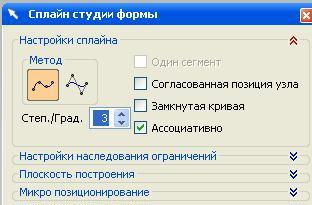 Сплайн студии формы
Настройки сплайна
Метод
Один сегмент
Согласованная позиция узла
Замкнутая кривая
Степ./Град. 3
Ассоциативно
Настройки наследования ограничений
Плоскость построения
Микро позиционирование